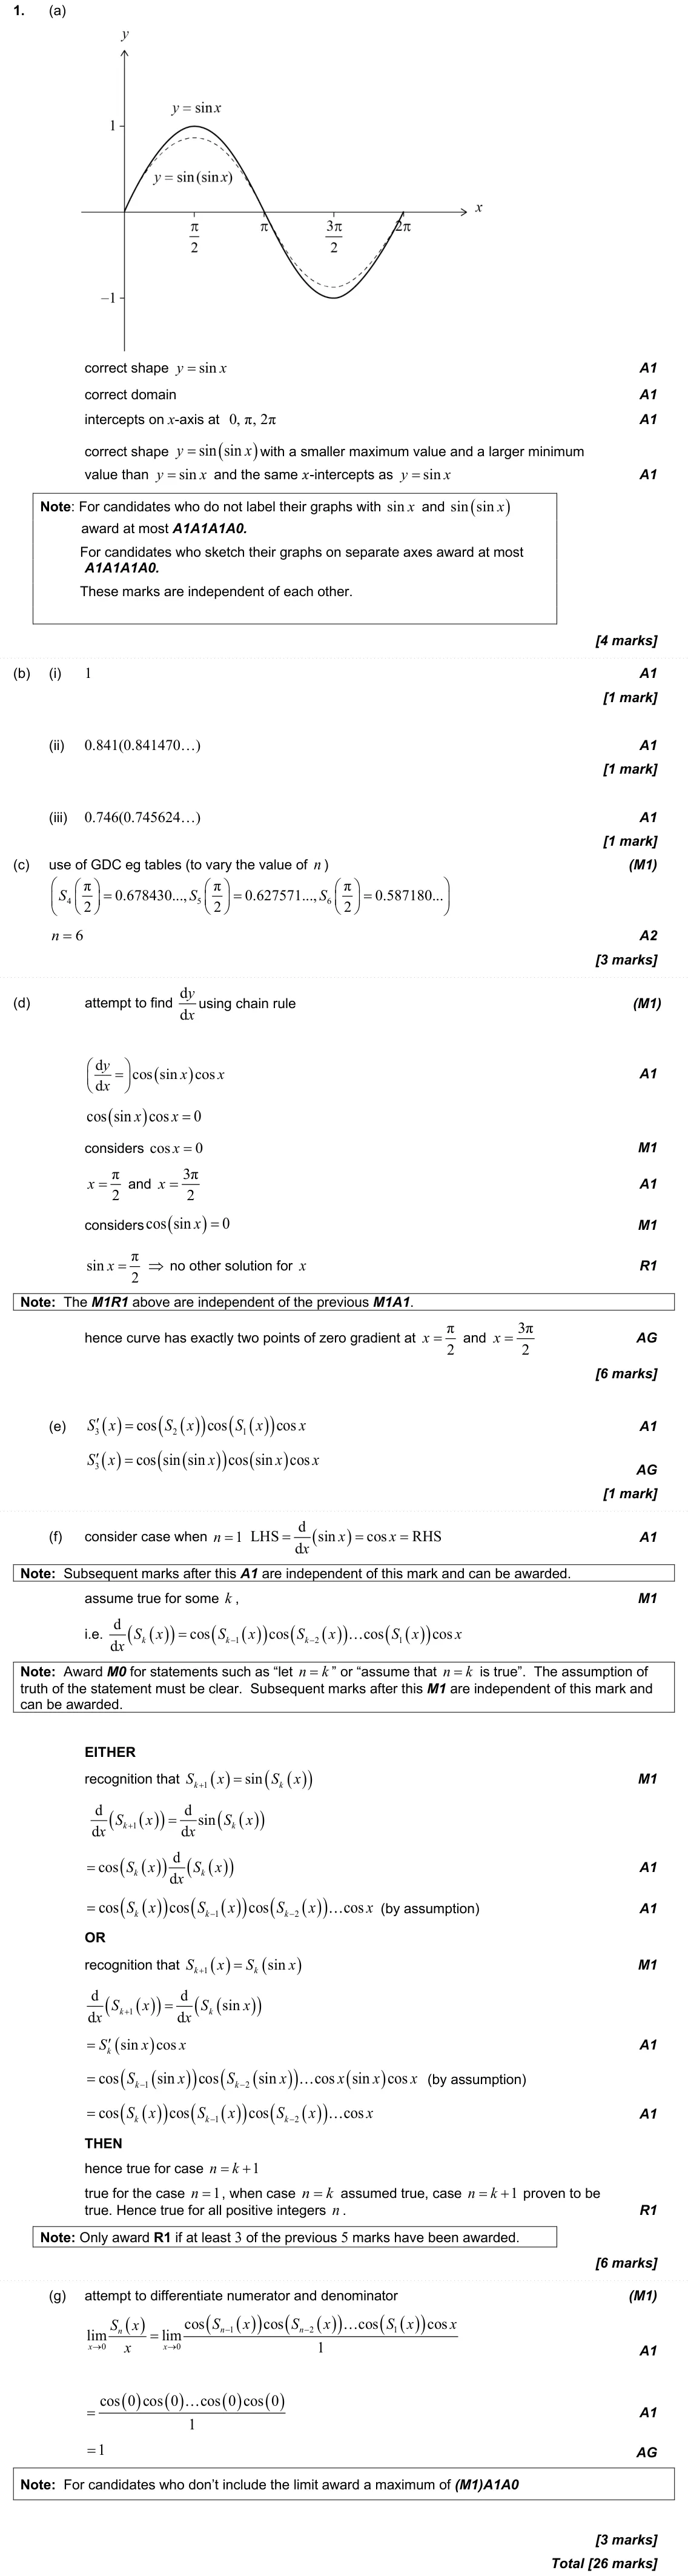 1. (a)
y
y = sin x
1
y = sin(sin x)
x
π/2
π
3π/2
2π
–1
correct shape y = sin x A1
correct domain A1
intercepts on x-axis at 0, π, 2π A1
correct shape y = sin(sin x) with a smaller maximum value and a larger minimum
value than y = sin x and the same x-intercepts as y = sin x A1
Note: For candidates who do not label their graphs with sin x and sin(sin x)
award at most A1A1A1A0.
For candidates who sketch their graphs on separate axes award at most
A1A1A1A0.
These marks are independent of each other.
[4 marks]
(b) (i) 1 A1
[1 mark]
(ii) 0.841(0.841470…) A1
[1 mark]
(iii) 0.746(0.745624…) A1
[1 mark]
(c) use of GDC eg tables (to vary the value of n) (M1)
(S₄(π/2) = 0.678430..., S₅(π/2) = 0.627571..., S₆(π/2) = 0.587180...)
n = 6 A2
[3 marks]
(d) attempt to find dy/dx using chain rule (M1)
(dy/dx =) cos(sin x)cos x A1
cos(sin x)cos x = 0
considers cos x = 0 M1
x = π/2 and x = 3π/2 A1
considers cos(sin x) = 0 M1
sin x = π/2 ⇒ no other solution for x R1
Note: The M1R1 above are independent of the previous M1A1.
hence curve has exactly two points of zero gradient at x = π/2 and x = 3π/2 AG
[6 marks]
(e) S₃′(x) = cos(S₂(x))cos(S₁(x))cos x A1
S₃′(x) = cos(sin(sin x))cos(sin x)cos x AG
[1 mark]
(f) consider case when n = 1 LHS = d/dx(sin x) = cos x = RHS A1
Note: Subsequent marks after this A1 are independent of this mark and can be awarded.
assume true for some k, M1
i.e. d/dx(Sₖ(x)) = cos(Sₖ₋₁(x))cos(Sₖ₋₂(x))…cos(S₁(x))cos x
Note: Award M0 for statements such as “let n = k” or “assume that n = k is true”. The assumption of
truth of the statement must be clear. Subsequent marks after this M1 are independent of this mark and
can be awarded.
EITHER
recognition that Sₖ₊₁(x) = sin(Sₖ(x)) M1
d/dx(Sₖ₊₁(x)) = d/dx sin(Sₖ(x))
= cos(Sₖ(x)) d/dx(Sₖ(x)) A1
= cos(Sₖ(x))cos(Sₖ₋₁(x))cos(Sₖ₋₂(x))…cos x (by assumption) A1
OR
recognition that Sₖ₊₁(x) = Sₖ(sin x) M1
d/dx(Sₖ₊₁(x)) = d/dx(Sₖ(sin x))
= Sₖ′(sin x)cos x A1
= cos(Sₖ₋₁(sin x))cos(Sₖ₋₂(sin x))…cos x(sin x)cos x (by assumption)
= cos(Sₖ(x))cos(Sₖ₋₁(x))cos(Sₖ₋₂(x))…cos x A1
THEN
hence true for case n = k + 1
true for the case n = 1, when case n = k assumed true, case n = k + 1 proven to be
true. Hence true for all positive integers n. R1
Note: Only award R1 if at least 3 of the previous 5 marks have been awarded.
[6 marks]
(g) attempt to differentiate numerator and denominator (M1)
lim x→0 Sₙ(x)/x = lim x→0 cos(Sₙ₋₁(x))cos(Sₙ₋₂(x))…cos(S₁(x))cos x/1 A1
= cos(0)cos(0)…cos(0)cos(0)/1 A1
= 1 AG
Note: For candidates who don’t include the limit award a maximum of (M1)A1A0
[3 marks]
Total [26 marks]